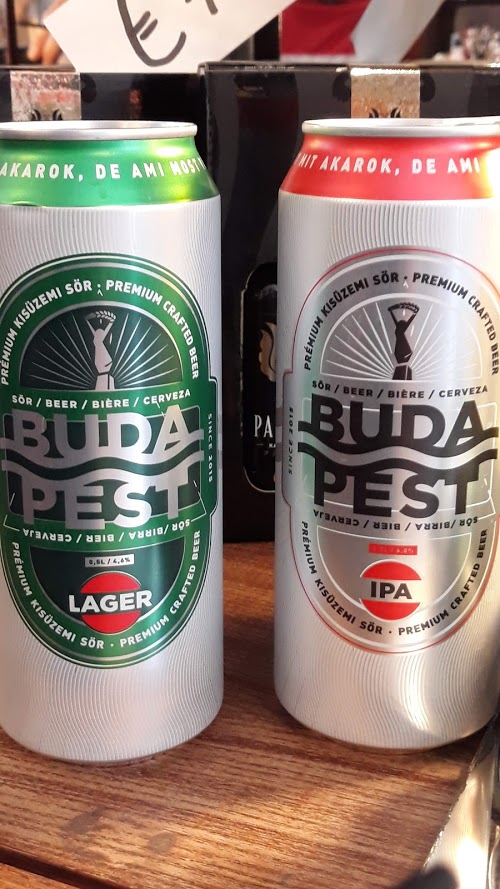 €
AKAROK, DE AMI MOST
PRÉMIUM KISÜZEMI SÖR · PREMIUM CRAFTED BEER
SÖR / BEER / BIÈRE / CERVEZA
BUDA
PEST
SÖR / BIRRA / BIER / CERVEJA
0,5L / 4,6%
LAGER
PRÉMIUM KISÜZEMI SÖR · PREMIUM CRAFTED BEER
SINCE 2015
PA
MIT AKAROK, DE AMI
PRÉMIUM KISÜZEMI SÖR · PREMIUM CRAFTED BEER
SÖR / BEER / BIÈRE / CERVEZA
BUDA
PEST
SÖR / BIRRA / BIER / CERVEJA
IPA
PRÉMIUM KISÜZEMI SÖR · PREMIUM CRAFTED BEER
SINCE 2015